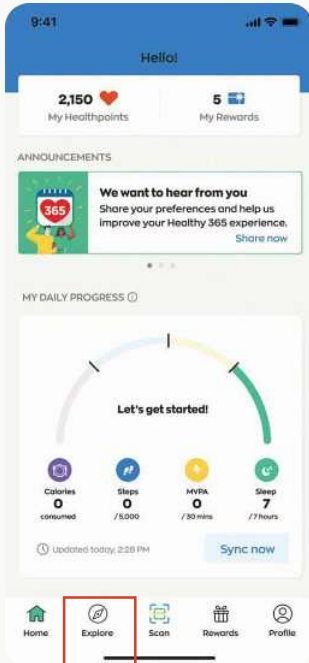 9:41
Hello!
2,150
5
My Healthpoints
My Rewards
ANNOUNCEMENTS
365
We want to hear from you
Share your preferences and help us
improve your Healthy 365 experience.
Share now
MY DAILY PROGRESS
Let's get started!
Calories
Steps
MVPA
Sleep
0
0
0
7
consumed
/5,000
/30 mins
/7 hours
Updated today, 2:28 PM
Sync now
Home
Explore
Scan
Rewards
Profile